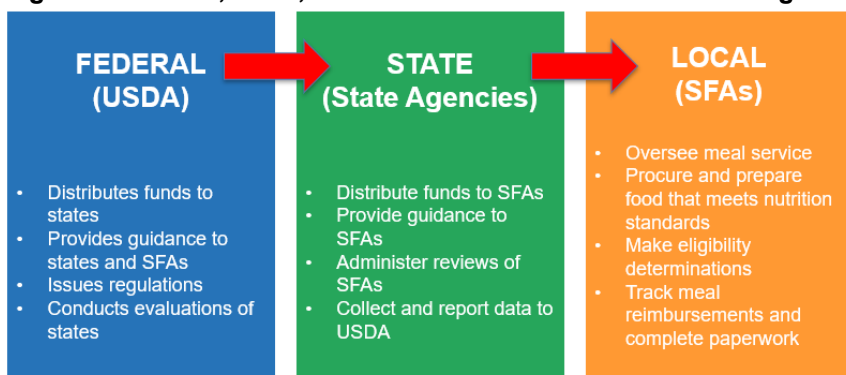 FEDERAL
(USDA)
• Distributes funds to
states
• Provides guidance to
states and SFAs
• Issues regulations
• Conducts evaluations of
states
STATE
(State Agencies)
• Distribute funds to SFAs
• Provide guidance to
SFAs
• Administer reviews of
SFAs
• Collect and report data to
USDA
LOCAL
(SFAs)
• Oversee meal service
• Procure and prepare
food that meets nutrition
standards
• Make eligibility
determinations
• Track meal
reimbursements and
complete paperwork